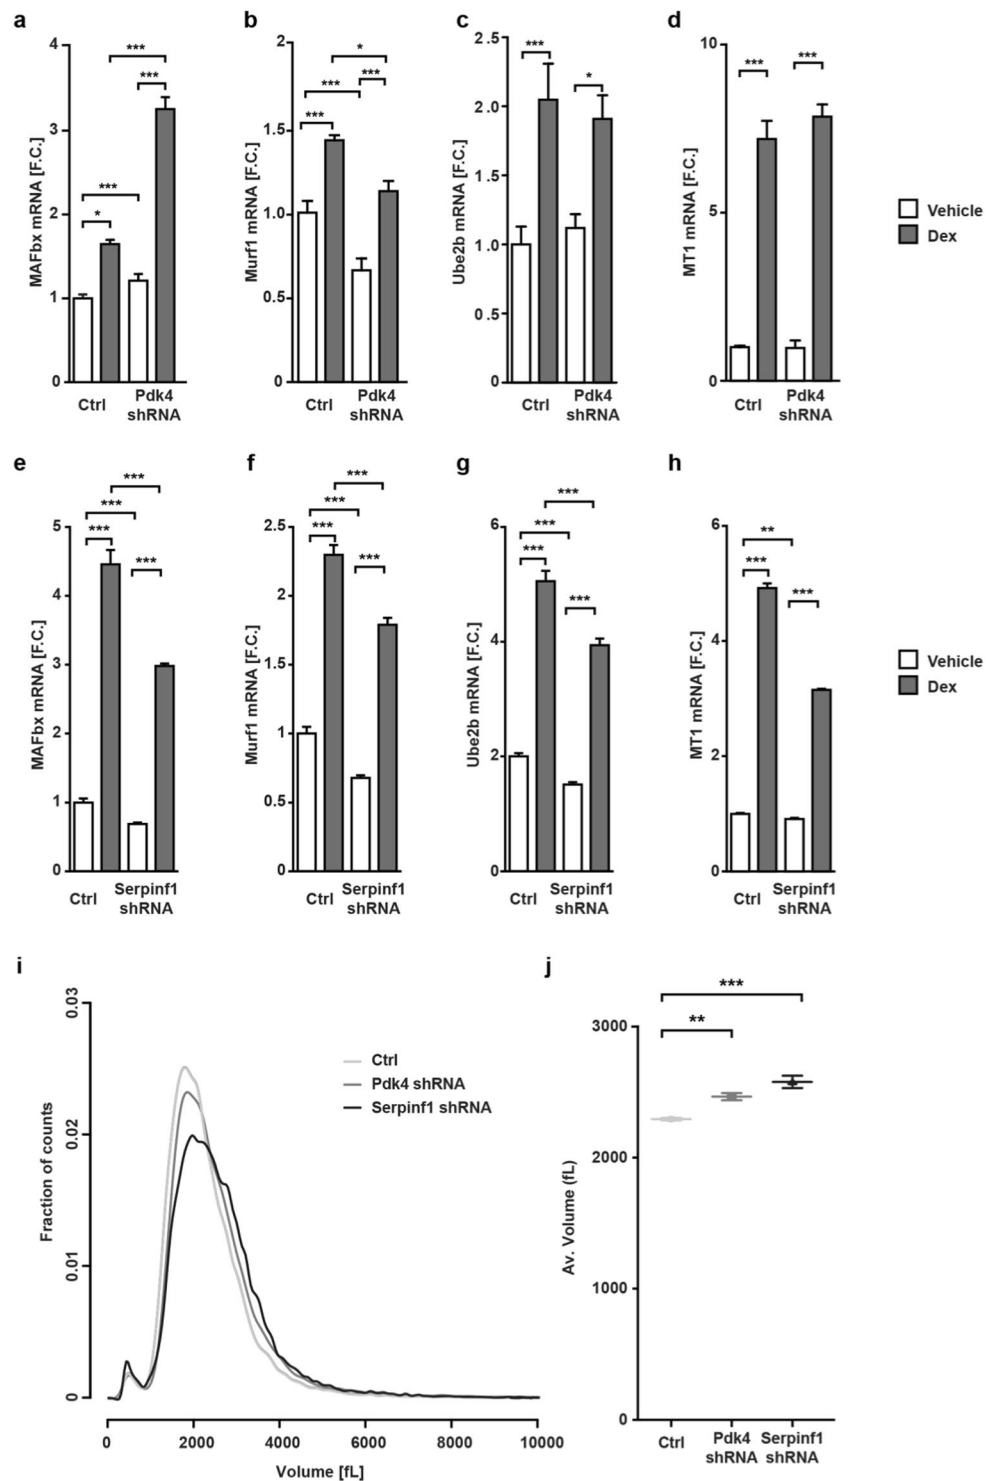 a
MAFbx mRNA [F.C.]
4
3
2
1
0
***
***
***
*
Ctrl
Pdk4
shRNA
b
Murf1 mRNA [F.C.]
2
1.5
1.0
0.5
0
*
***
***
***
Ctrl
Pdk4
shRNA
c
Ube2b mRNA [F.C.]
2.5
2.0
1.5
1.0
0.5
0
***
*
Ctrl
Pdk4
shRNA
d
MT1 mRNA [F.C.]
10
5
0
***
***
Ctrl
Pdk4
shRNA
Vehicle
Dex
e
MAFbx mRNA [F.C.]
5
4
3
2
1
0
***
***
***
***
Ctrl
Serpinf1
shRNA
f
Murf1 mRNA [F.C.]
2.5
2
1.5
1
0.5
0
***
***
***
***
Ctrl
Serpinf1
shRNA
g
Ube2b mRNA [F.C.]
6
4
2
0
***
***
***
***
Ctrl
Serpinf1
shRNA
h
MT1 mRNA [F.C.]
6
4
2
0
**
***
***
Ctrl
Serpinf1
shRNA
Vehicle
Dex
i
Fraction of counts
0.03
0.02
0.01
0
Ctrl
Pdk4 shRNA
Serpinf1 shRNA
0
2000
4000
6000
8000
10000
Volume [fL]
j
Av. Volume (fL)
3000
2000
1000
0
***
**
Ctrl
Pdk4
shRNA
Serpinf1
shRNA